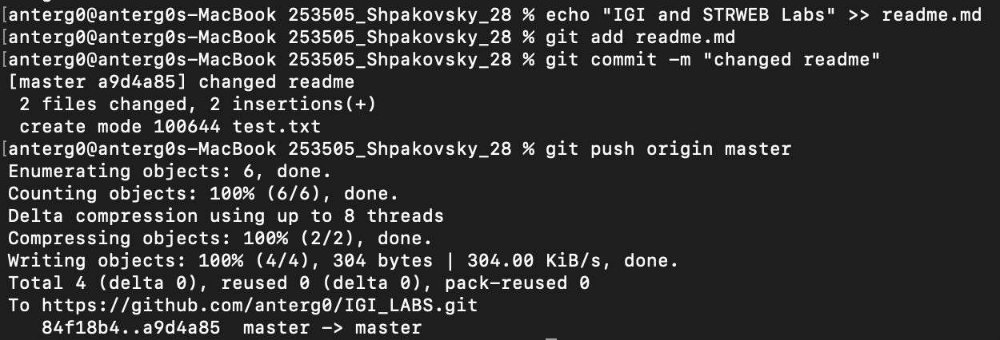 [anterg0@anterg0s-MacBook 253505_Shpakovsky_28 % echo "IGI and STRWEB Labs" >> readme.md
[anterg0@anterg0s-MacBook 253505_Shpakovsky_28 % git add readme.md
[anterg0@anterg0s-MacBook 253505_Shpakovsky_28 % git commit -m "changed readme"
[master a9d4a85] changed readme
 2 files changed, 2 insertions(+)
 create mode 100644 test.txt
[anterg0@anterg0s-MacBook 253505_Shpakovsky_28 % git push origin master
Enumerating objects: 6, done.
Counting objects: 100% (6/6), done.
Delta compression using up to 8 threads
Compressing objects: 100% (2/2), done.
Writing objects: 100% (4/4), 304 bytes | 304.00 KiB/s, done.
Total 4 (delta 0), reused 0 (delta 0), pack-reused 0
To https://github.com/anterg0/IGI_LABS.git
   84f18b4..a9d4a85  master -> master